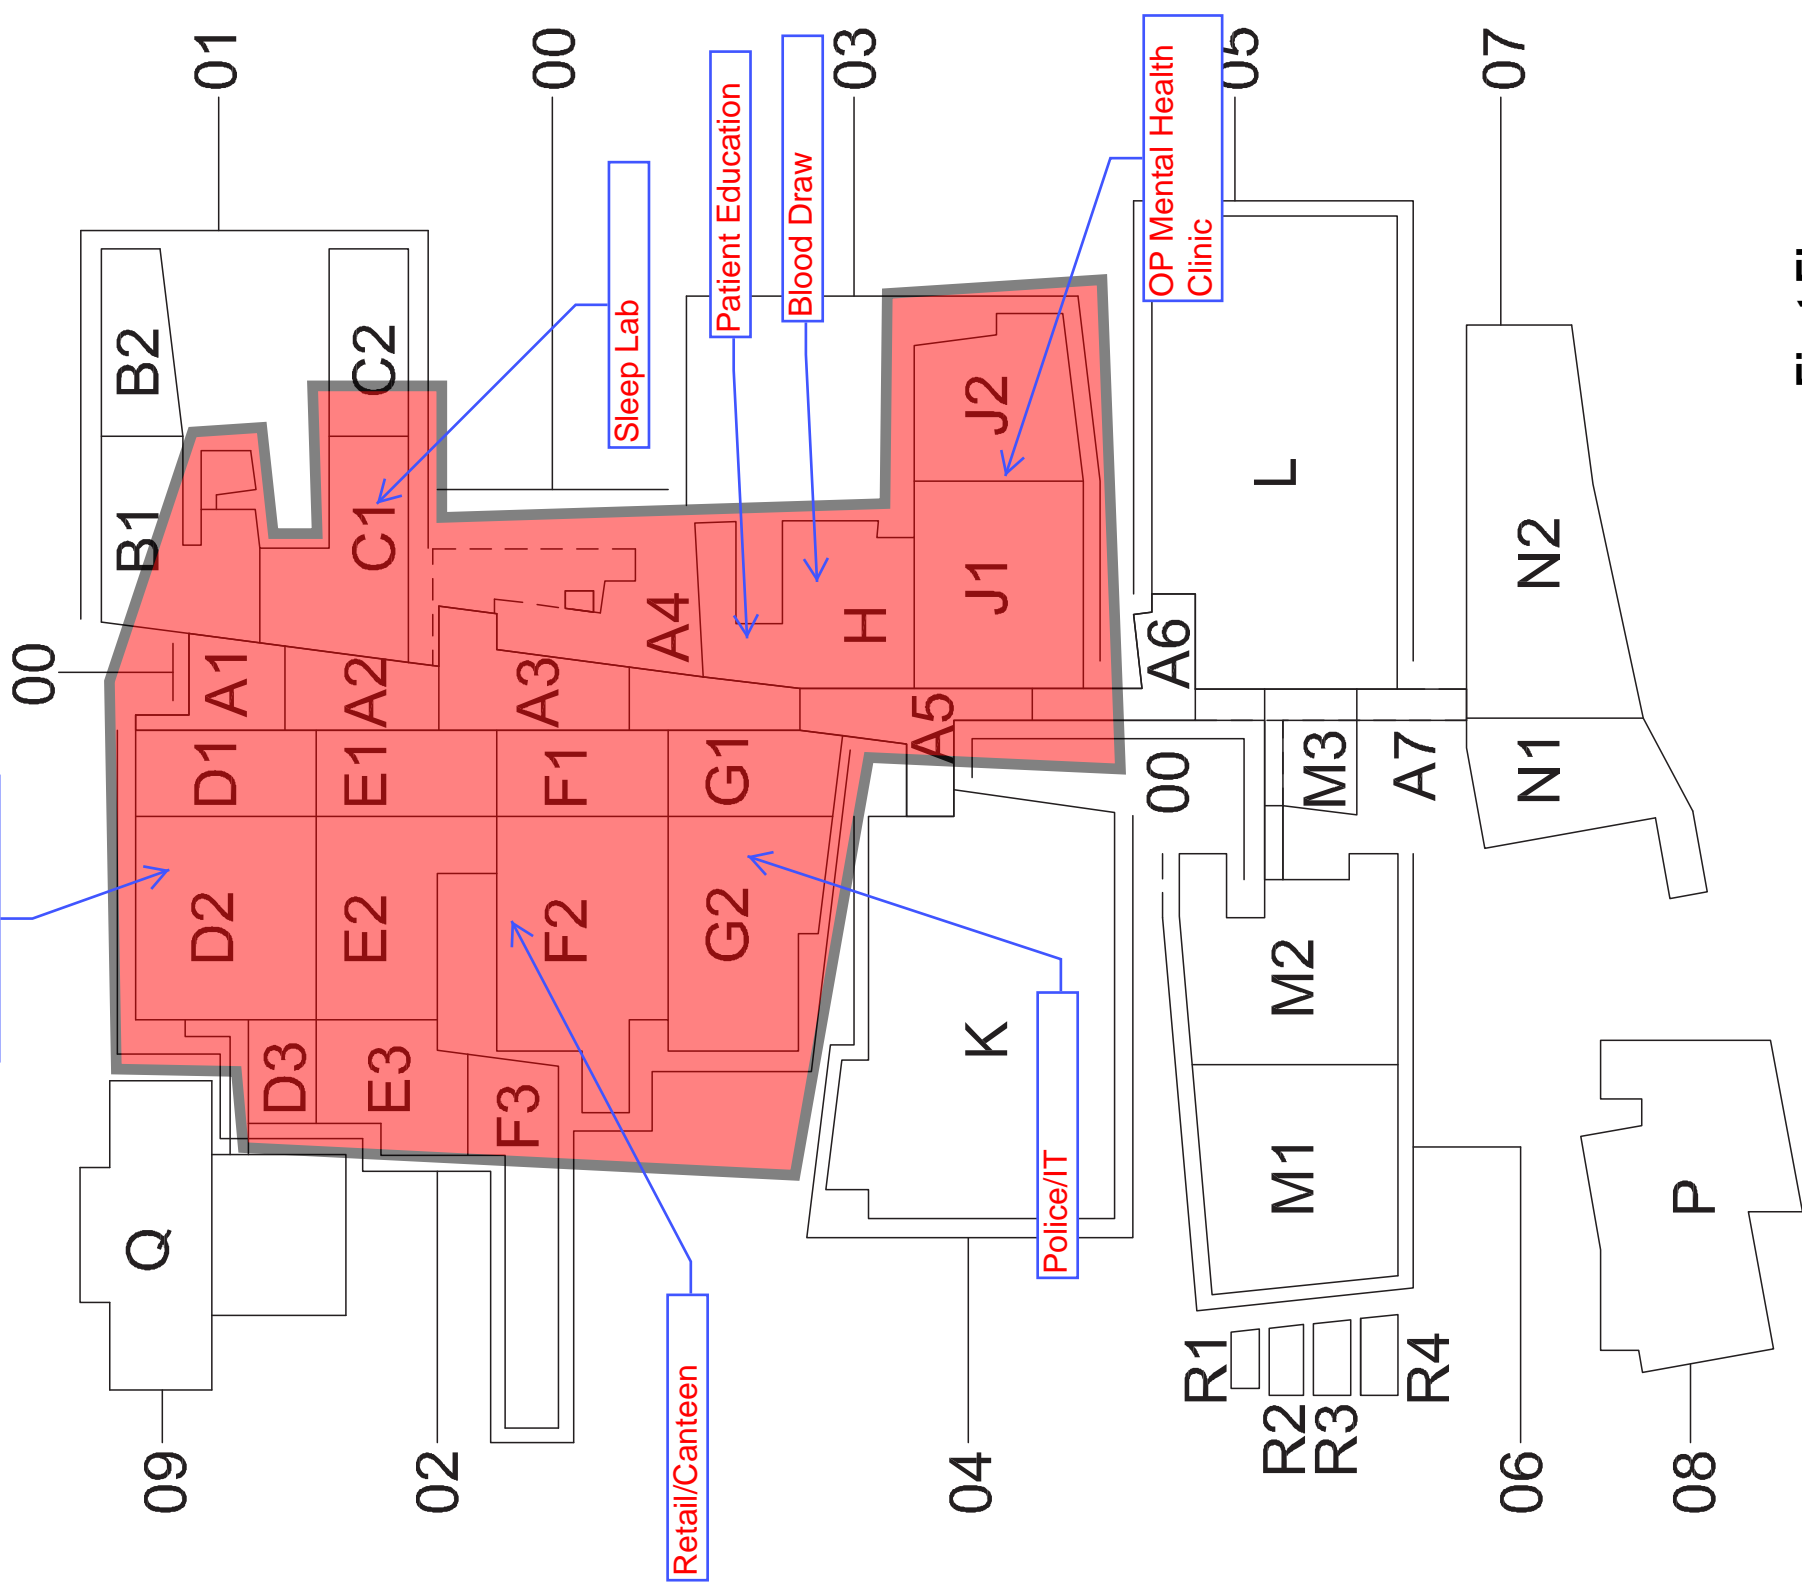 01
00
03
05
07
00
B2
B1
C2
C1
Sleep Lab
Patient Education
Blood Draw
OP Mental Health
Clinic
A1
A2
A3
A4
H
J2
J1
L
A5
A6
N2
D1
E1
F1
G1
00
M3
A7
N1
D2
E2
F2
G2
D3
E3
F3
K
M2
M1
P
Q
Police/IT
Retail/Canteen
R1
R2
R3
R4
09
02
04
06
08